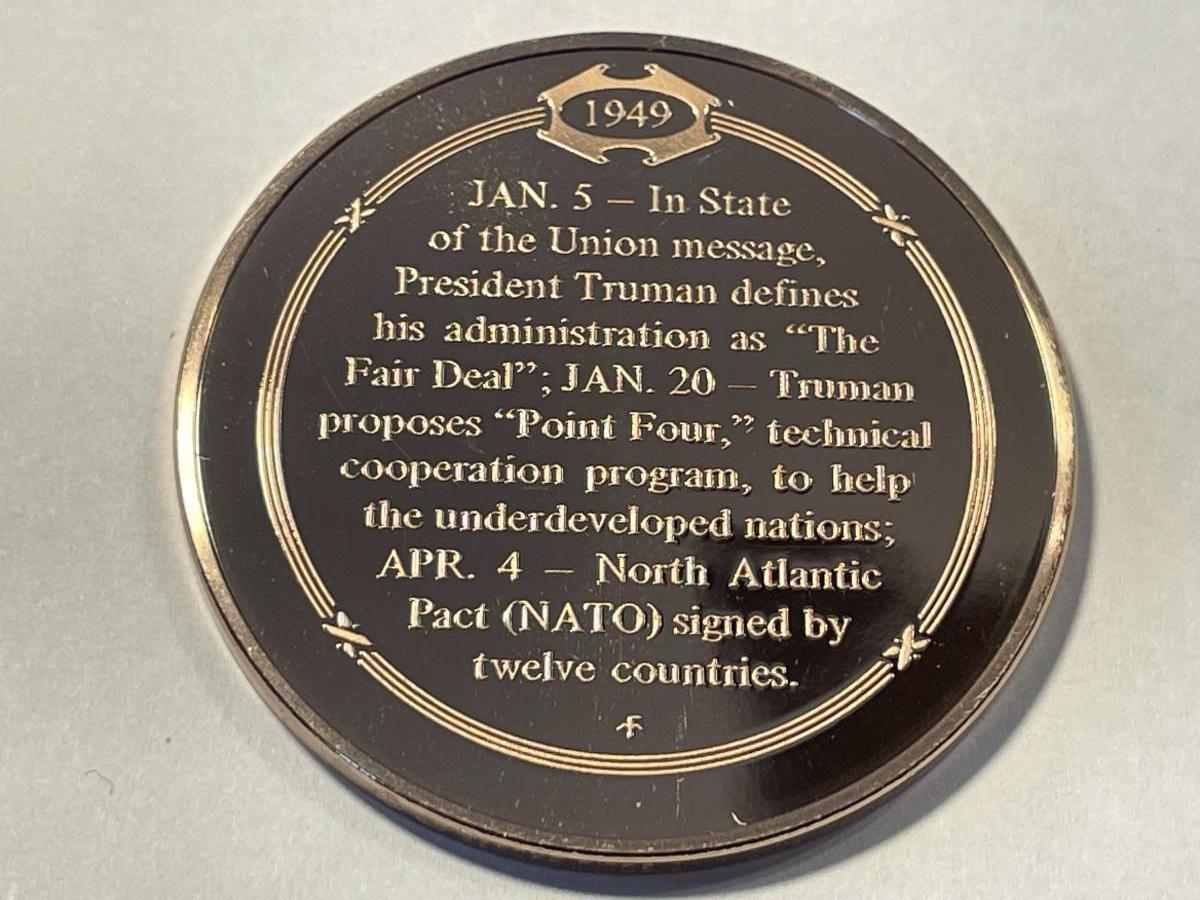 1949
JAN. 5 – In State
of the Union message,
President Truman defines
his administration as “The
Fair Deal”; JAN. 20 – Truman
proposes “Point Four,” technical
cooperation program, to help
the underdeveloped nations;
APR. 4 – North Atlantic
Pact (NATO) signed by
twelve countries.